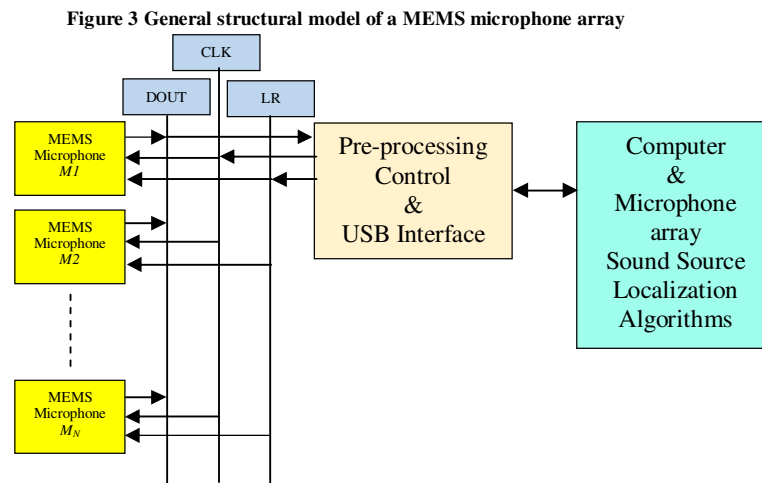 Figure 3 General structural model of a MEMS microphone array
CLK
DOUT
LR
MEMS
Microphone
M1
MEMS
Microphone
M2
MEMS
Microphone
MN
Pre-processing
Control
&
USB Interface
Computer
&
Microphone
array
Sound Source
Localization
Algorithms